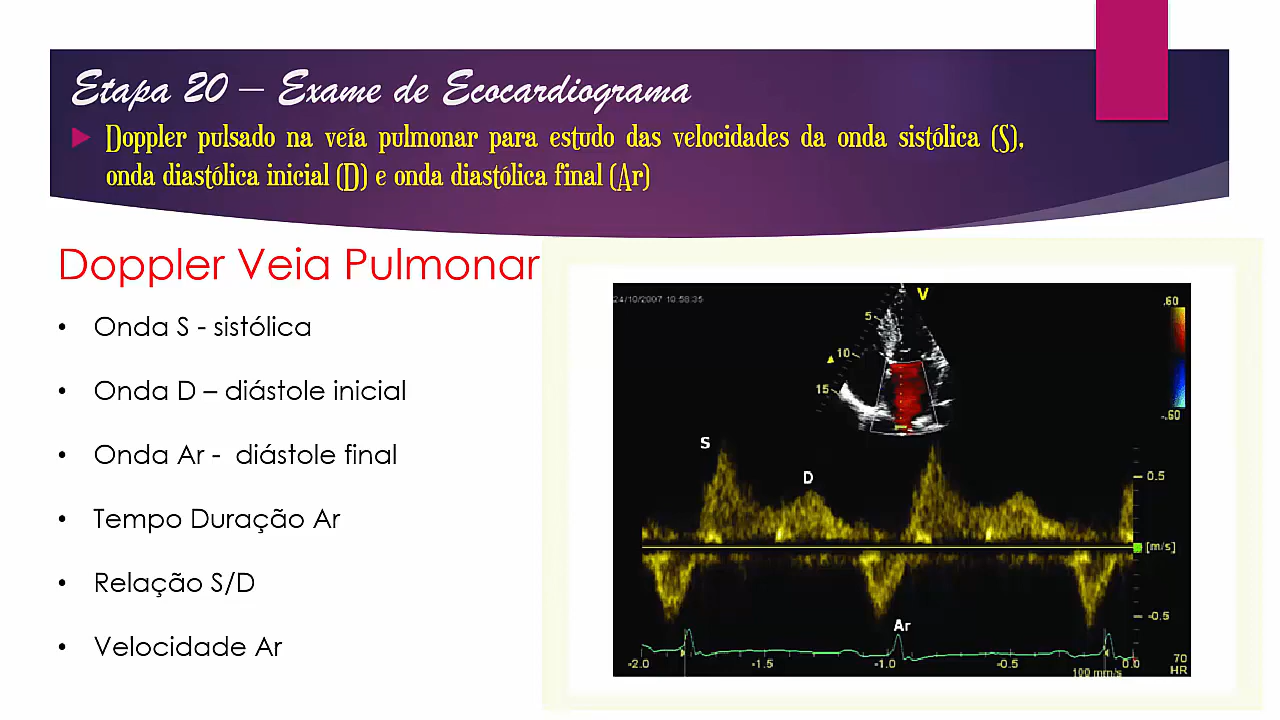 Etapa 20 – Exame de Ecocardiograma
Doppler pulsado na veía pulmonar para estudo das velocidades da onda sistólica (S),
onda diastólica inicial (D) e onda diastólica final (Ar)
Doppler Veia Pulmonar
• Onda S - sistólica
• Onda D – diástole inicial
• Onda Ar - diástole final
• Tempo Duração Ar
• Relação S/D
• Velocidade Ar
24/10/2007 10:58:35
V
.60
5
10
15
-.60
S
D
0.5
[m/s]
-0.5
Ar
-2.0 -1.5 -1.0 -0.5 0.0
70
HR
100 mm/s